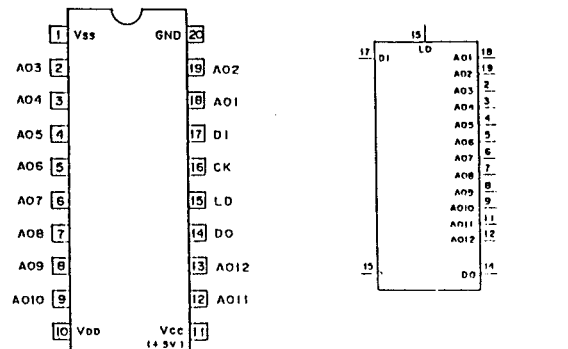 1 VSS GND 20
AO3 2 19 AO2
AO4 3 18 AO1
AO5 4 17 DI
AO6 5 16 CK
AO7 6 15 LD
AO8 7 14 DO
AO9 8 13 AO12
AO10 9 12 AO11
10 VDD VCC 11
(+5V)
15
LD
17 DI AO1 18
AO2 19
AO3 2
AO4 3
AO5 4
AO6 5
AO7 6
AO8 7
AO9 8
AO10 9
AO11 11
AO12 12
15 DO 14